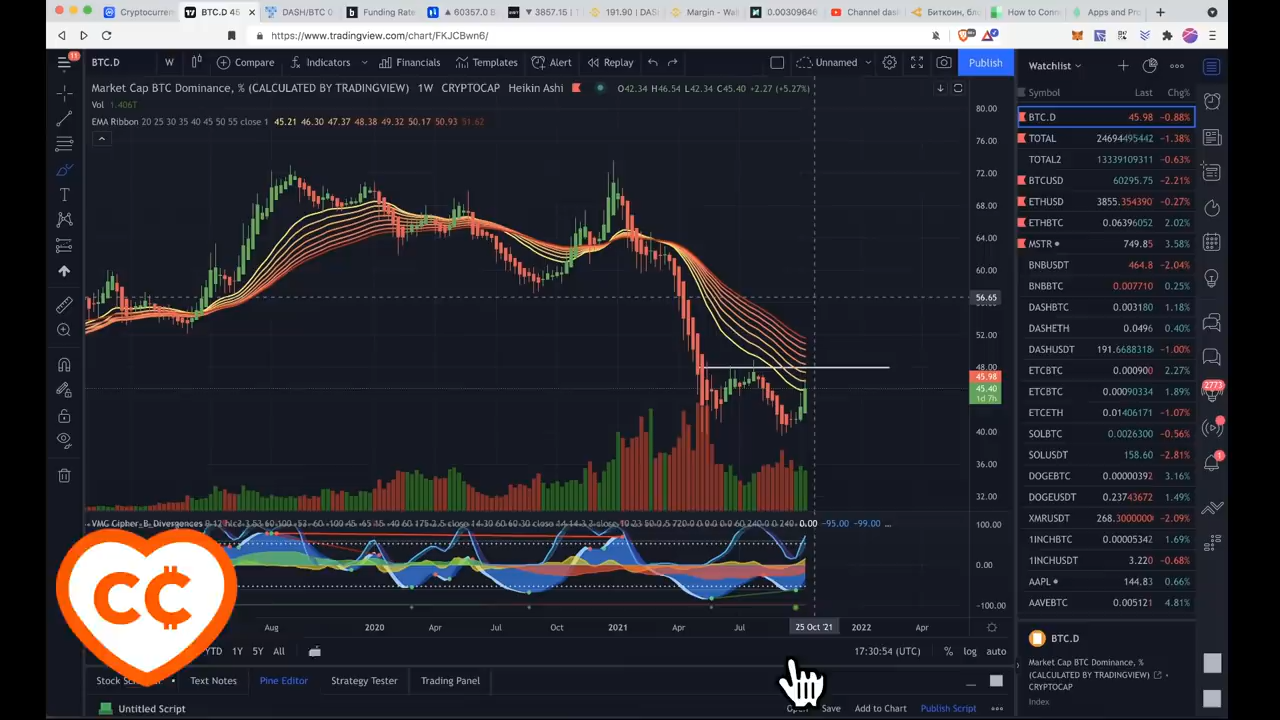 Cryptocurren
BTC.D 45
DASH/BTC 0
Funding Rate
▲ 60357.0 B
▼ 3857.15
191.90 | DAS
Margin - Wal
0.00309646
Channel dash
Биткоин, бло
How to Conn
Apps and Pro
https://www.tradingview.com/chart/FKJCBwn6/
11
BTC.D
W
Compare
Indicators
Financials
Templates
Alert
Replay
Unnamed
Publish
Market Cap BTC Dominance, % (CALCULATED BY TRADINGVIEW) 1W CRYPTOCAP Heikin Ashi O42.34 H46.54 L42.34 C45.40 +2.27 (+5.27%)
Vol 1.406T
EMA Ribbon 20 25 30 35 40 45 50 55 close 1 45.21 46.30 47.37 48.38 49.32 50.17 50.93 51.62
80.00
76.00
72.00
68.00
64.00
60.00
56.65
52.00
48.00
45.98
45.40
1d 7h
40.00
36.00
32.00
VMC Cipher_B_Divergences
0.00 −95.00 −99.00 ...
100.00
0.00
−100.00
Aug
2020
Apr
Jul
Oct
2021
Apr
Jul
25 Oct '21
2022
Apr
YTD 1Y 5Y All
17:30:54 (UTC)
% log auto
Text Notes
Pine Editor
Strategy Tester
Trading Panel
Untitled Script
Open
Save
Add to Chart
Publish Script
Watchlist
Symbol Last Chg%
BTC.D 45.98 −0.88%
TOTAL 24694495442 −1.38%
TOTAL2 13339109311 −0.63%
BTCUSD 60295.75 −2.21%
ETHUSD 3855.354390 −0.27%
ETHBTC 0.06396052 2.02%
MSTR 749.85 3.58%
BNBUSDT 464.8 −2.04%
BNBBTC 0.007710 0.25%
DASHBTC 0.003180 1.18%
DASHETH 0.0496 0.40%
DASHUSDT 191.6688318 −1.00%
ETCBTC 0.000900 2.27%
ETXBTC 0.00090334 1.89%
ETCETH 0.01406171 −1.07%
SOLBTC 0.0026300 −0.56%
SOLUSDT 158.60 −2.81%
DOGEBTC 0.00000392 3.16%
DOGEUSDT 0.23743672 1.49%
XMRUSDT 268.3000000 −2.09%
1INCHBTC 0.00005342 1.69%
1INCHUSDT 3.220 −0.68%
AAPL 144.83 0.66%
AAVEBTC 0.005121 4.81%
BTC.D
Market Cap BTC Dominance, %
(CALCULATED BY TRADINGVIEW)
CRYPTOCAP
Index
2773
1